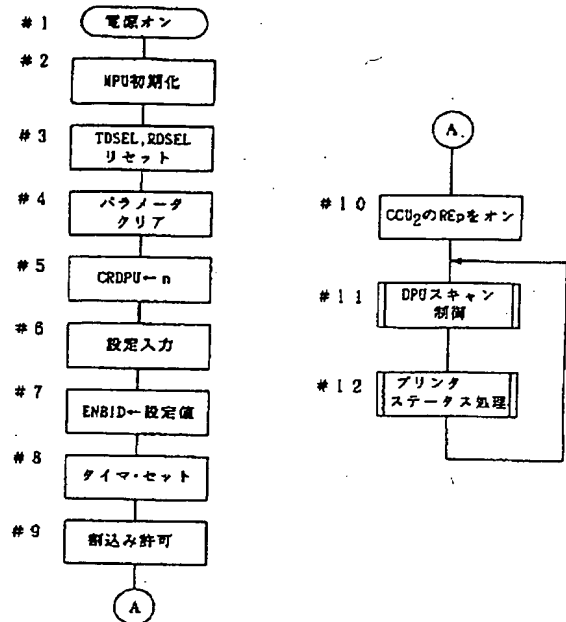 #1
電源オン
#2
MPU初期化
#3
TDSEL,RDSEL
リセット
#4
パラメータ
クリア
#5
CRDPU←n
#6
設定入力
#7
ENBID←設定値
#8
タイマ・セット
#9
割込み許可
A
A
#10
CCU₂のREpをオン
#11
DPUスキャン
制御
#12
プリンタ
ステータス処理